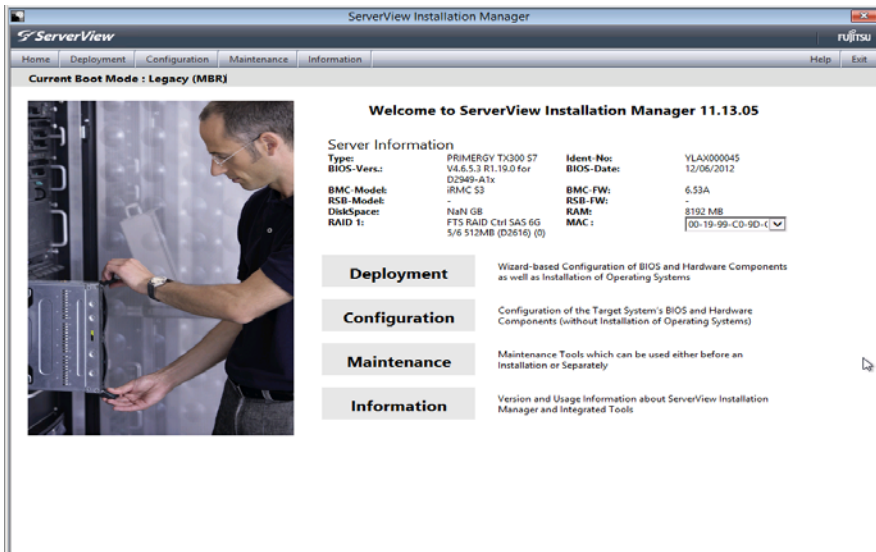 ServerView Installation Manager
ServerView
FUJITSU
Home Deployment Configuration Maintenance Information Help Exit
Current Boot Mode : Legacy (MBR)
Welcome to ServerView Installation Manager 11.13.05
Server Information
Type: PRIMERGY TX300 S7 Ident-No: YLAX000045
BIOS-Vers.: V4.6.5.3 R1.19.0 for BIOS-Date: 12/06/2012
D2949-A1x
BMC-Model: iRMC S3 BMC-FW: 6.53A
RSB-Model: - RSB-FW: -
DiskSpace: NaN GB RAM: 8192 MB
RAID 1: FTS RAID Ctrl SAS 6G MAC : 00-19-99-C0-9D-
5/6 512MB (D2616) (0)
Deployment
Wizard-based Configuration of BIOS and Hardware Components
as well as Installation of Operating Systems
Configuration
Configuration of the Target System's BIOS and Hardware
Components (without Installation of Operating Systems)
Maintenance
Maintenance Tools which can be used either before an
Installation or Separately
Information
Version and Usage Information about ServerView Installation
Manager and Integrated Tools